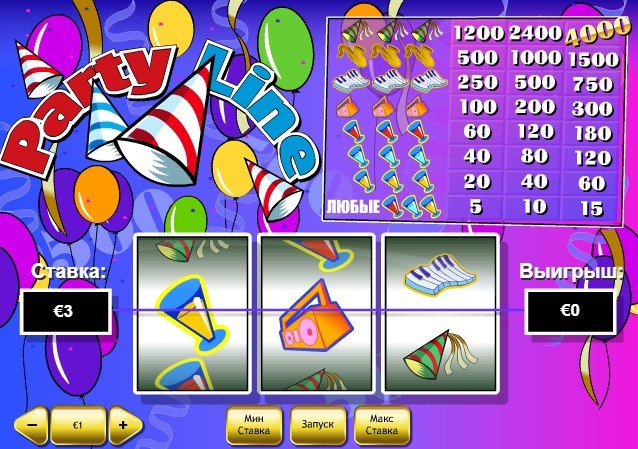 Party Line
1200 2400 4000
500 1000 1500
250 500 750
100 200 300
60 120 180
40 80 120
20 40 60
ЛЮБЫЕ 5 10 15
Ставка:
€3
Выигрыш:
€0
− €1 +
Мин Ставка
Запуск
Макс Ставка